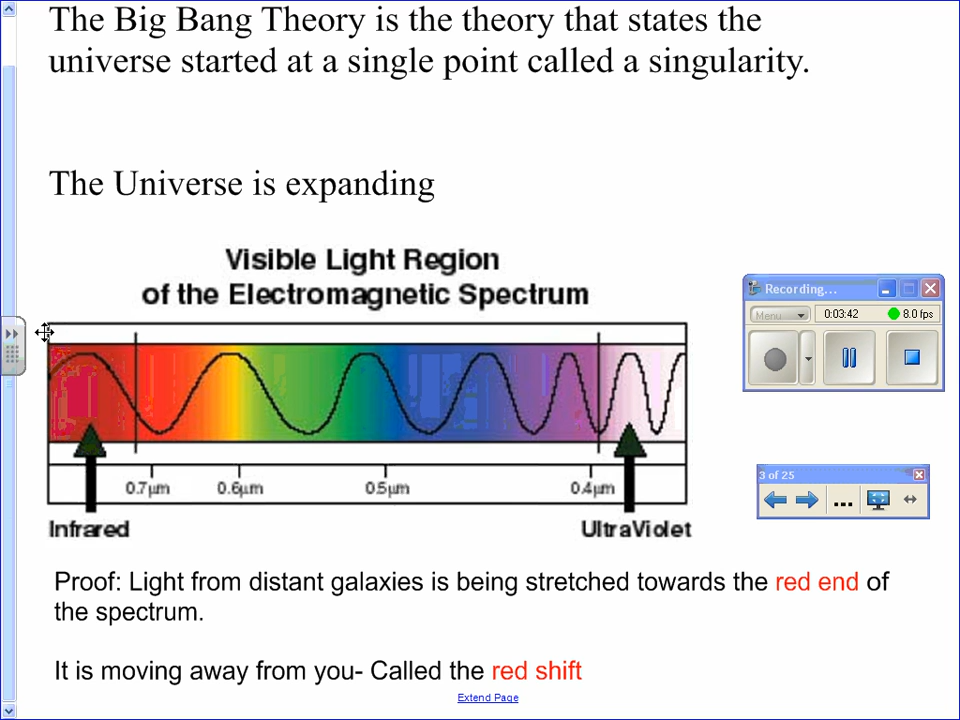 The Big Bang Theory is the theory that states the
universe started at a single point called a singularity.
The Universe is expanding
Visible Light Region
of the Electromagnetic Spectrum
0.7µm 0.6µm 0.5µm 0.4µm
Infrared UltraViolet
Recording...
Menu 0:03:42 8.0 fps
3 of 25
...
Proof: Light from distant galaxies is being stretched towards the red end of
the spectrum.
It is moving away from you- Called the red shift
Extend Page